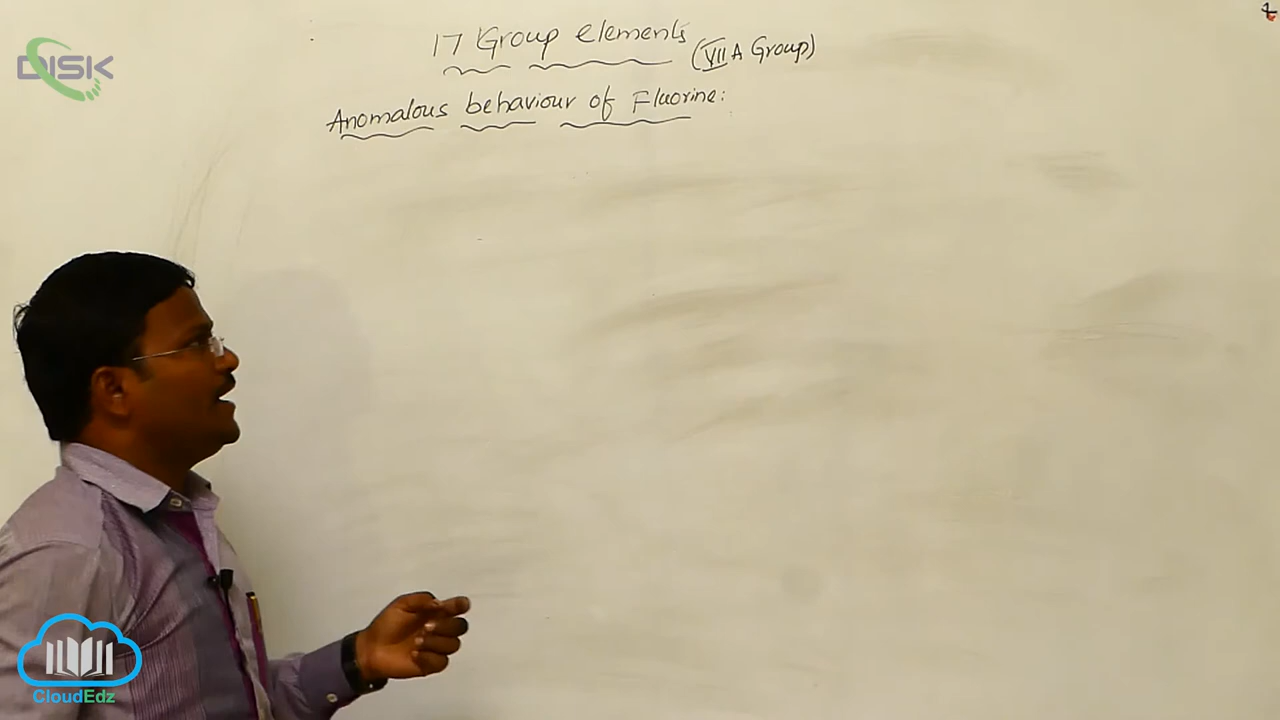 17 Group elements
(VII A Group)
Anomalous behaviour of Fluorine:
DISK
CloudEdz